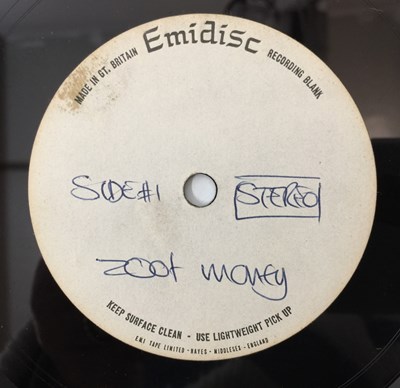 Emidisc
MADE IN GT. BRITAIN
RECORDING BLANK
SIDE#1
STEREO
zoot money
KEEP SURFACE CLEAN - USE LIGHTWEIGHT PICK UP
E.M.I TAPE LIMITED · HAYES · MIDDLESEX · ENGLAND